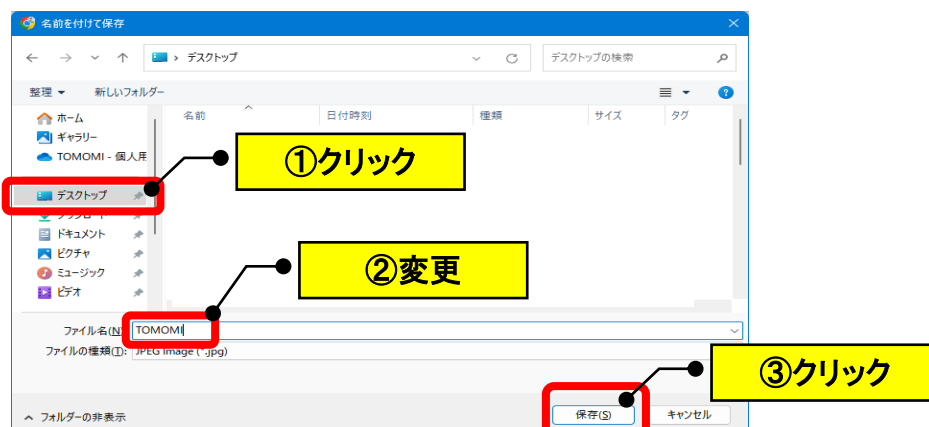 名前を付けて保存
デスクトップ
デスクトップの検索
整理
新しいフォルダー
名前
日付時刻
種類
サイズ
タグ
ホーム
ギャラリー
TOMOMI - 個人用
①クリック
デスクトップ
ドキュメント
ピクチャ
②変更
ミュージック
ビデオ
ファイル名(N)
TOMOMI
ファイルの種類(T): JPEG Image (*.jpg)
③クリック
フォルダーの非表示
保存(S)
キャンセル